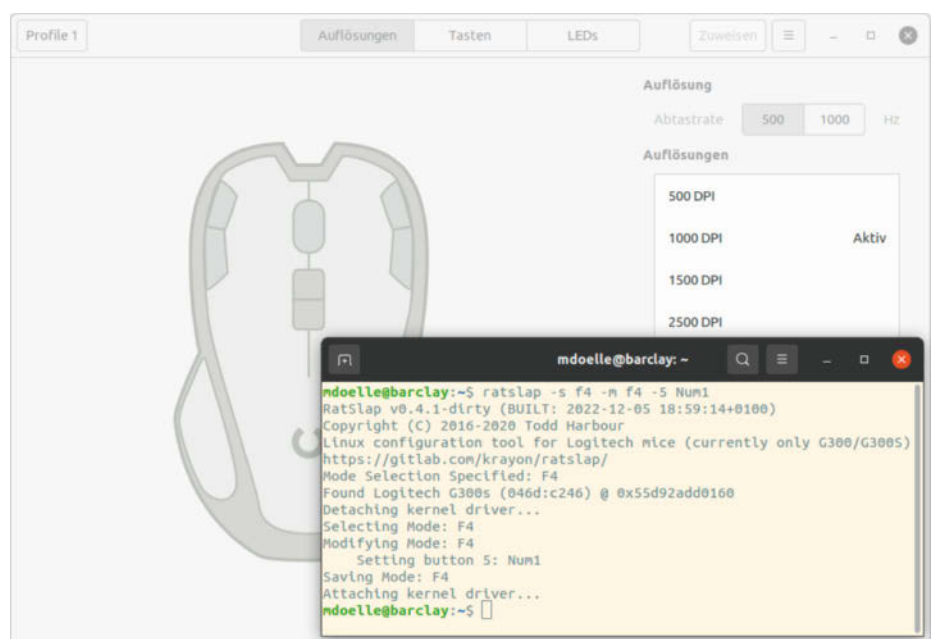 Profile 1
Auflösungen
Tasten
LEDs
Zuweisen
Auflösung
Abtastrate 500 1000 Hz
Auflösungen
500 DPI
1000 DPI Aktiv
1500 DPI
2500 DPI
mdoelle@barclay: ~
mdoelle@barclay:~$ ratslap -s f4 -m f4 -5 Num1
RatSlap v0.4.1-dirty (BUILT: 2022-12-05 18:59:14+0100)
Copyright (C) 2016-2020 Todd Harbour
Linux configuration tool for Logitech mice (currently only G300/G300S)
https://gitlab.com/krayon/ratslap/
Mode Selection Specified: F4
Found Logitech G300s (046d:c246) @ 0x55d92add0160
Detaching kernel driver...
Selecting Mode: F4
Modifying Mode: F4
Setting button 5: Num1
Saving Mode: F4
Attaching kernel driver...
mdoelle@barclay:~$